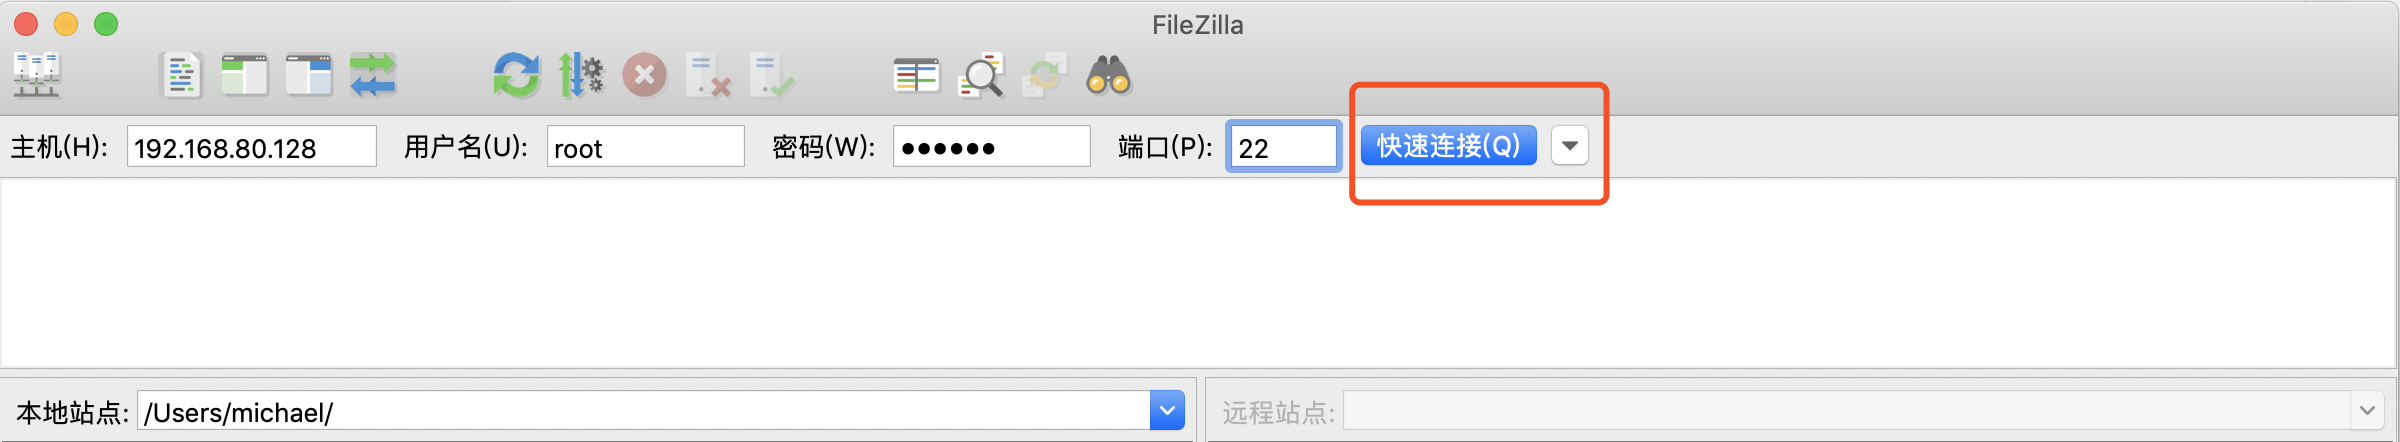 FileZilla
主机(H): 192.168.80.128 用户名(U): root 密码(W): ●●●●●● 端口(P): 22 快速连接(Q)
本地站点: /Users/michael/ 远程站点: